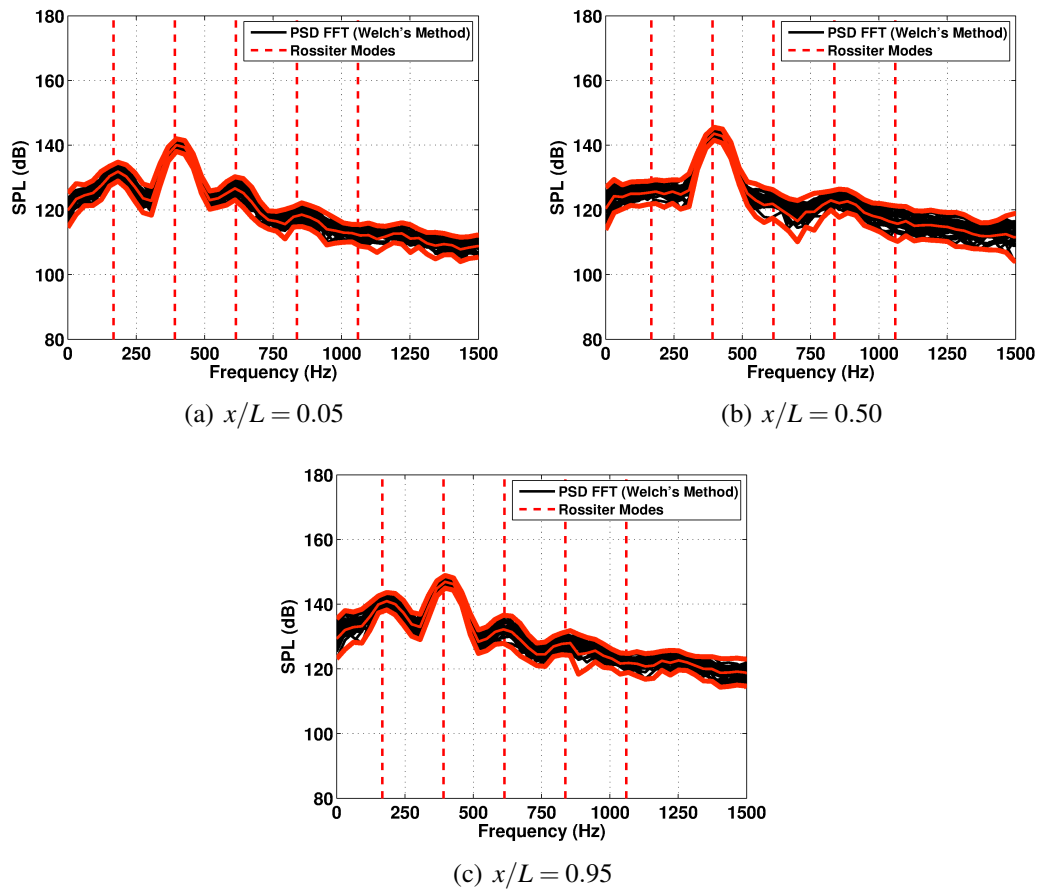 PSD FFT (Welch's Method)
Rossiter Modes
SPL (dB)
180
160
140
120
100
80
0 250 500 750 1000 1250 1500
Frequency (Hz)
(a) x/L = 0.05
PSD FFT (Welch's Method)
Rossiter Modes
SPL (dB)
180
160
140
120
100
80
0 250 500 750 1000 1250 1500
Frequency (Hz)
(b) x/L = 0.50
PSD FFT (Welch's Method)
Rossiter Modes
SPL (dB)
180
160
140
120
100
80
0 250 500 750 1000 1250 1500
Frequency (Hz)
(c) x/L = 0.95